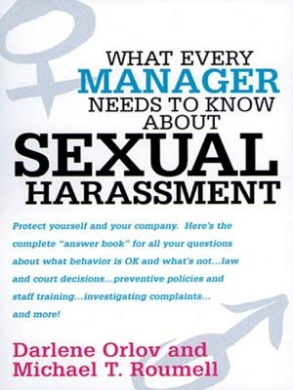 WHAT EVERY
MANAGER
NEEDS TO KNOW
ABOUT
SEXUAL
HARASSMENT
Protect yourself and your company. Here's the
complete "answer book" for all your questions
about what behavior is OK and what's not...law
and court decisions...preventive policies and
staff training...investigating complaints...
and more!
Darlene Orlov and
Michael T. Roumell